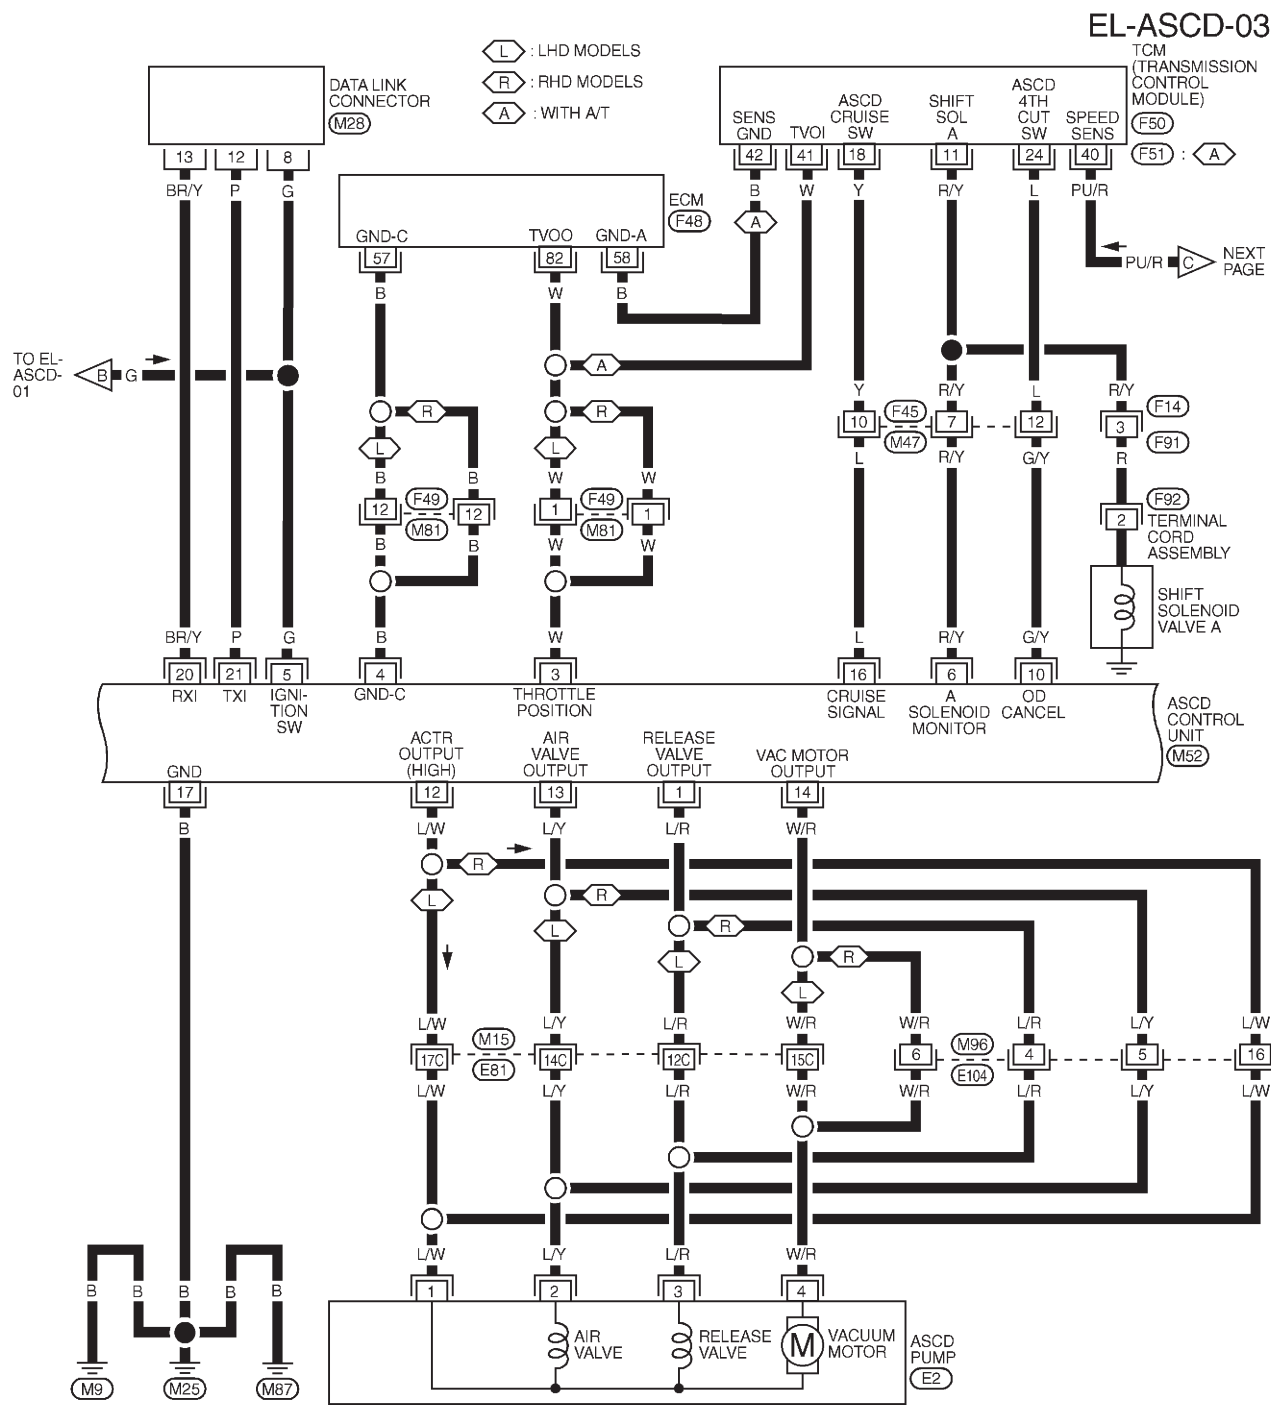 EL-ASCD-03
L : LHD MODELS
R : RHD MODELS
A : WITH A/T
DATA LINK
CONNECTOR
M28
TCM
(TRANSMISSION
CONTROL
MODULE)
F50
F51 : A
SENS
GND
TVOI
ASCD
CRUISE
SW
SHIFT
SOL
A
ASCD
4TH
CUT
SW
SPEED
SENS
13 12 8
42 41 18 11 24 40
BR/Y P G
B W Y R/Y L PU/R
ECM
F48
GND-C TVOO GND-A
57 82 58
A
B W B
PU/R C
NEXT
PAGE
TO EL-
ASCD-
01
B G
A
R R
L L
Y R/Y L R/Y
10 F45 7 12 3 F14
M47 F91
L R/Y G/Y R
B B W W
12 F49 12 1 F49 1
M81 M81
B B W W
F92
2
TERMINAL
CORD
ASSEMBLY
SHIFT
SOLENOID
VALVE A
BR/Y P G B W L R/Y G/Y
20 21 5 4 3 16 6 10
RXI TXI
IGNI-
TION
SW
GND-C
THROTTLE
POSITION
CRUISE
SIGNAL
A
SOLENOID
MONITOR
OD
CANCEL
ASCD
CONTROL
UNIT
M52
GND
ACTR
OUTPUT
(HIGH)
AIR
VALVE
OUTPUT
RELEASE
VALVE
OUTPUT
VAC MOTOR
OUTPUT
17 12 13 1 14
B L/W L/Y L/R W/R
R
L R
L R
L R
L
L/W L/Y L/R W/R W/R L/R L/Y L/W
17C M15 14C 12C 15C 6 M96 4 5 16
E81 E104
L/W L/Y L/R W/R W/R L/R L/Y L/W
L/W L/Y L/R W/R
B B B B B
1 2 3 4
AIR
VALVE
RELEASE
VALVE
M
VACUUM
MOTOR
ASCD
PUMP
E2
M9 M25 M87